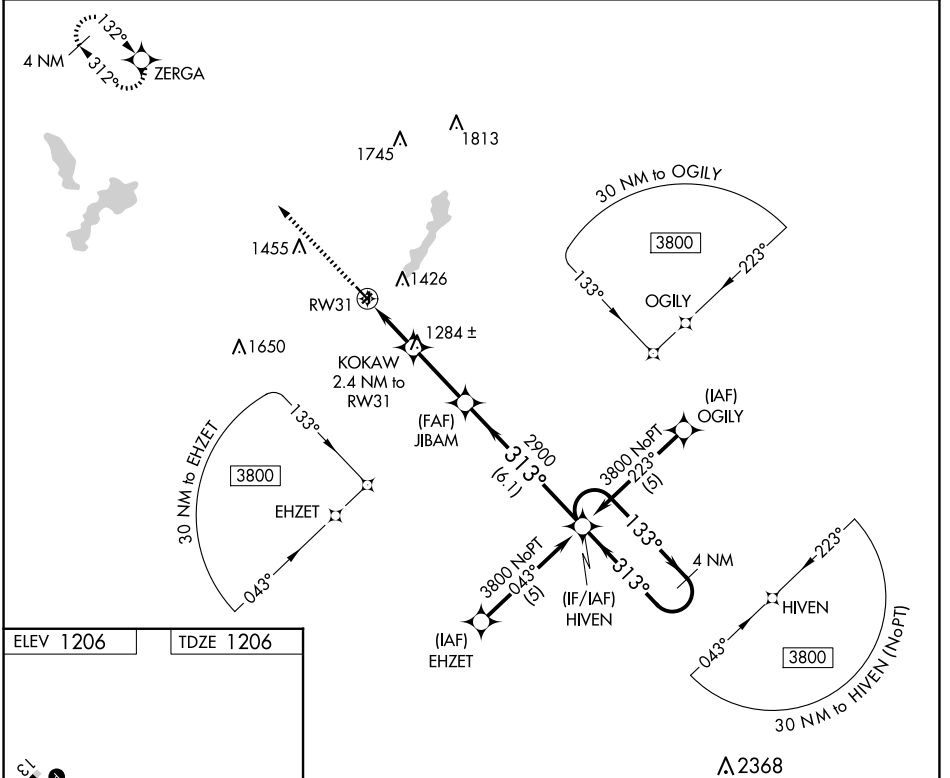 132°
4 NM
312°
ZERGA
1745
1813
30 NM to OGILY
3800
133°
223°
OGILY
1455
1426
RW31
1284 ±
1650
KOKAW
2.4 NM to
RW31
(FAF)
JIBAM
(IAF)
OGILY
30 NM to EHZET
133°
3800
EHZET
043°
2900
313°
(6.1)
3800 NoPT
223°
(5)
133°
313°
4 NM
3800 NoPT
043°
(5)
(IF/IAF)
HIVEN
(IAF)
EHZET
223°
HIVEN
043°
3800
30 NM to HIVEN (NoPT)
ELEV 1206
TDZE 1206
13
2368